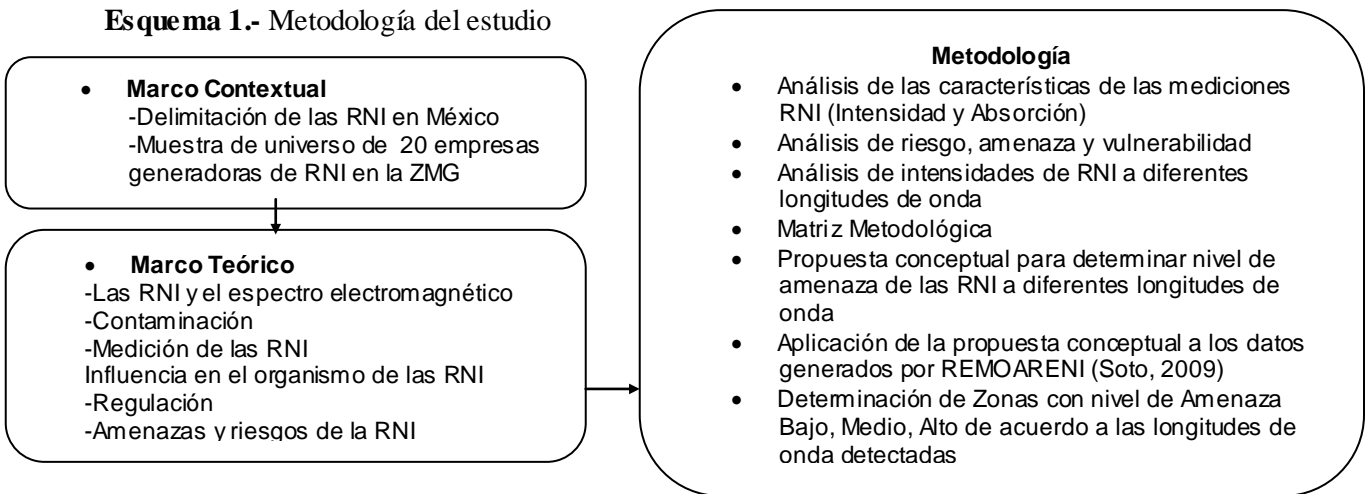 Esquema 1.- Metodología del estudio
• Marco Contextual
-Delimitación de las RNI en México
-Muestra de universo de 20 empresas
generadoras de RNI en la ZMG
• Marco Teórico
-Las RNI y el espectro electromagnético
-Contaminación
-Medición de las RNI
Influencia en el organismo de las RNI
-Regulación
-Amenazas y riesgos de la RNI
Metodología
• Análisis de las características de las mediciones
RNI (Intensidad y Absorción)
• Análisis de riesgo, amenaza y vulnerabilidad
• Análisis de intensidades de RNI a diferentes
longitudes de onda
• Matriz Metodológica
• Propuesta conceptual para determinar nivel de
amenaza de las RNI a diferentes longitudes de
onda
• Aplicación de la propuesta conceptual a los datos
generados por REMOARENI (Soto, 2009)
• Determinación de Zonas con nivel de Amenaza
Bajo, Medio, Alto de acuerdo a las longitudes de
onda detectadas